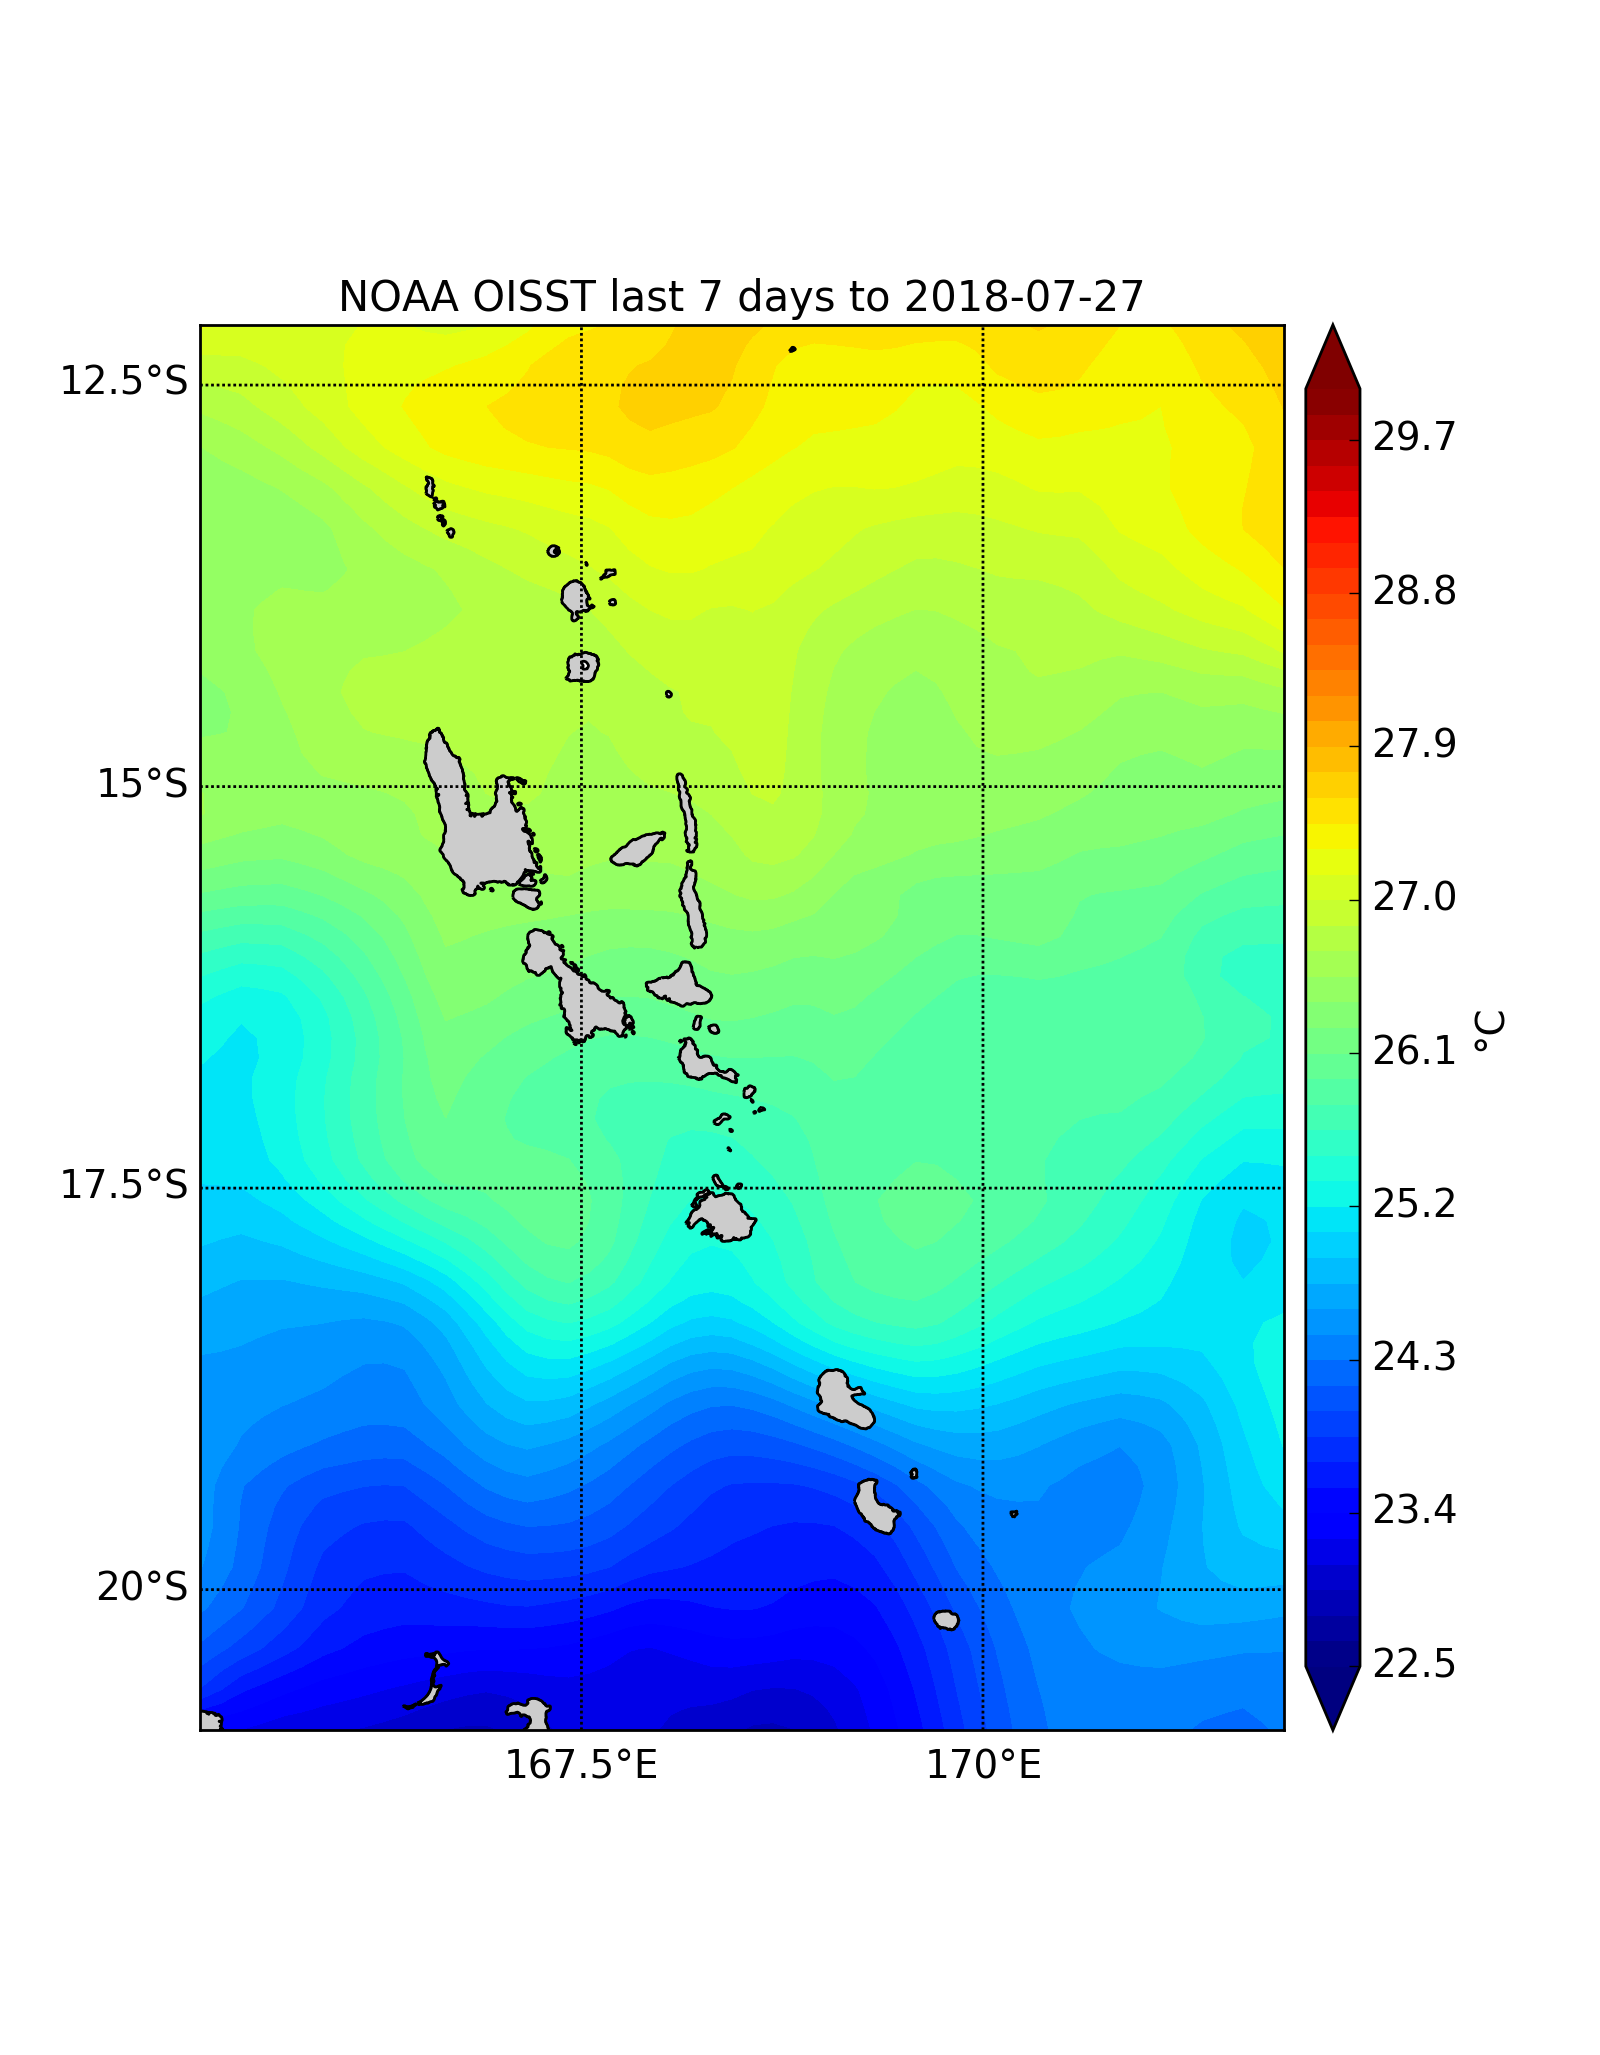 NOAA OISST last 7 days to 2018-07-27
12.5°S
15°S
17.5°S
20°S
167.5°E
170°E
29.7
28.8
27.9
27.0
26.1
25.2
24.3
23.4
22.5
°C